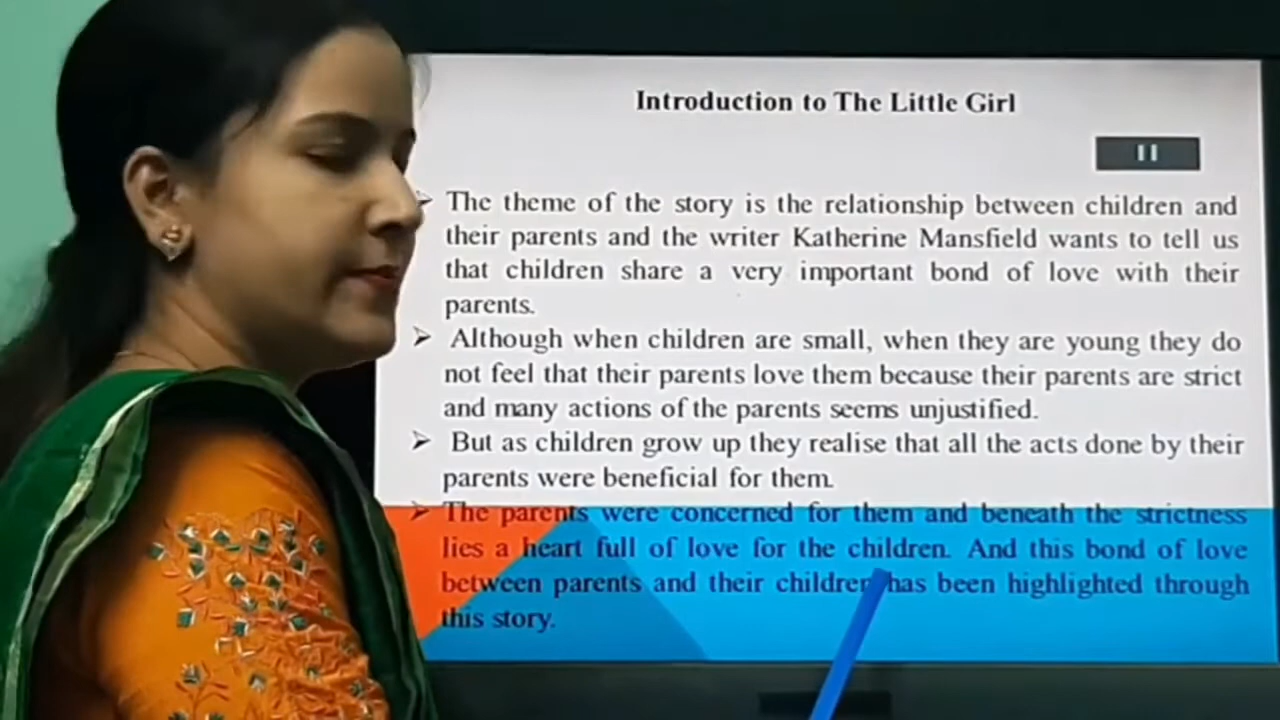 Introduction to The Little Girl
The theme of the story is the relationship between children and
their parents and the writer Katherine Mansfield wants to tell us
that children share a very important bond of love with their
parents.
Although when children are small, when they are young they do
not feel that their parents love them because their parents are strict
and many actions of the parents seems unjustified.
But as children grow up they realise that all the acts done by their
parents were beneficial for them.
The parents were concerned for them and beneath the strictness
lies a heart full of love for the children. And this bond of love
between parents and their children has been highlighted through
this story.